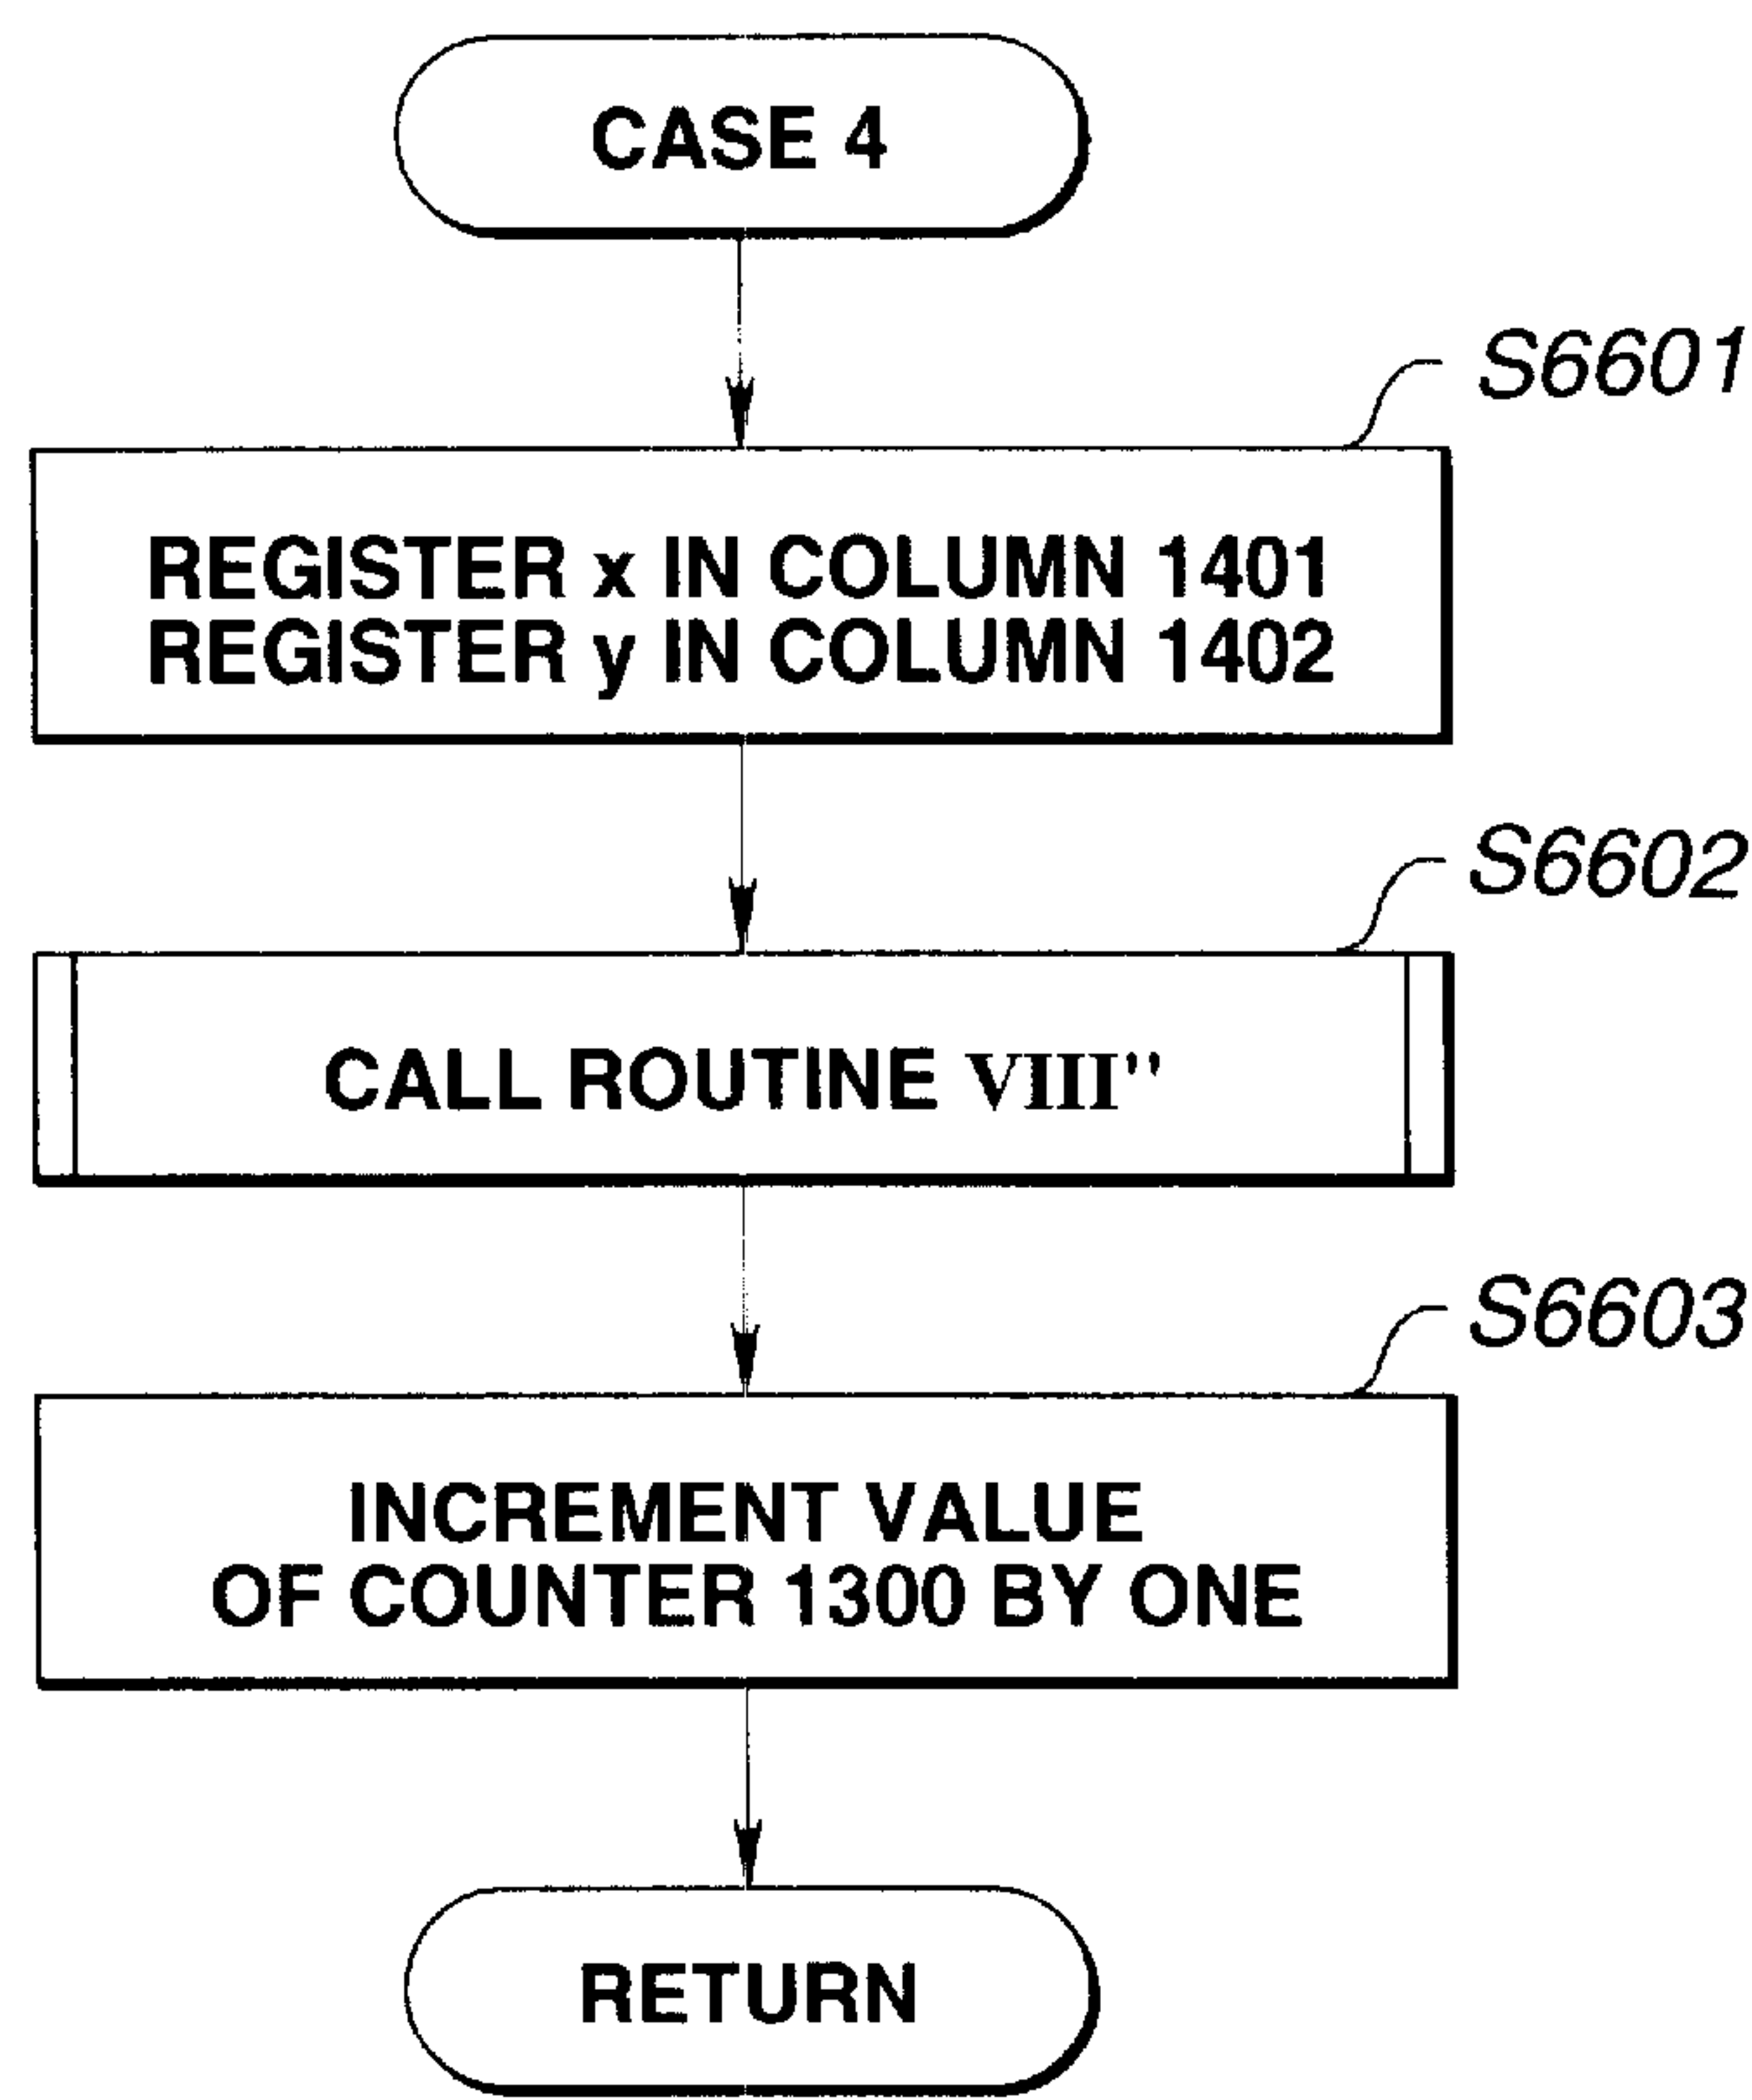 CASE 4
S6601
REGISTER x IN COLUMN 1401
REGISTER y IN COLUMN 1402
S6602
CALL ROUTINE VIII"
S6603
INCREMENT VALUE
OF COUNTER 1300 BY ONE
RETURN